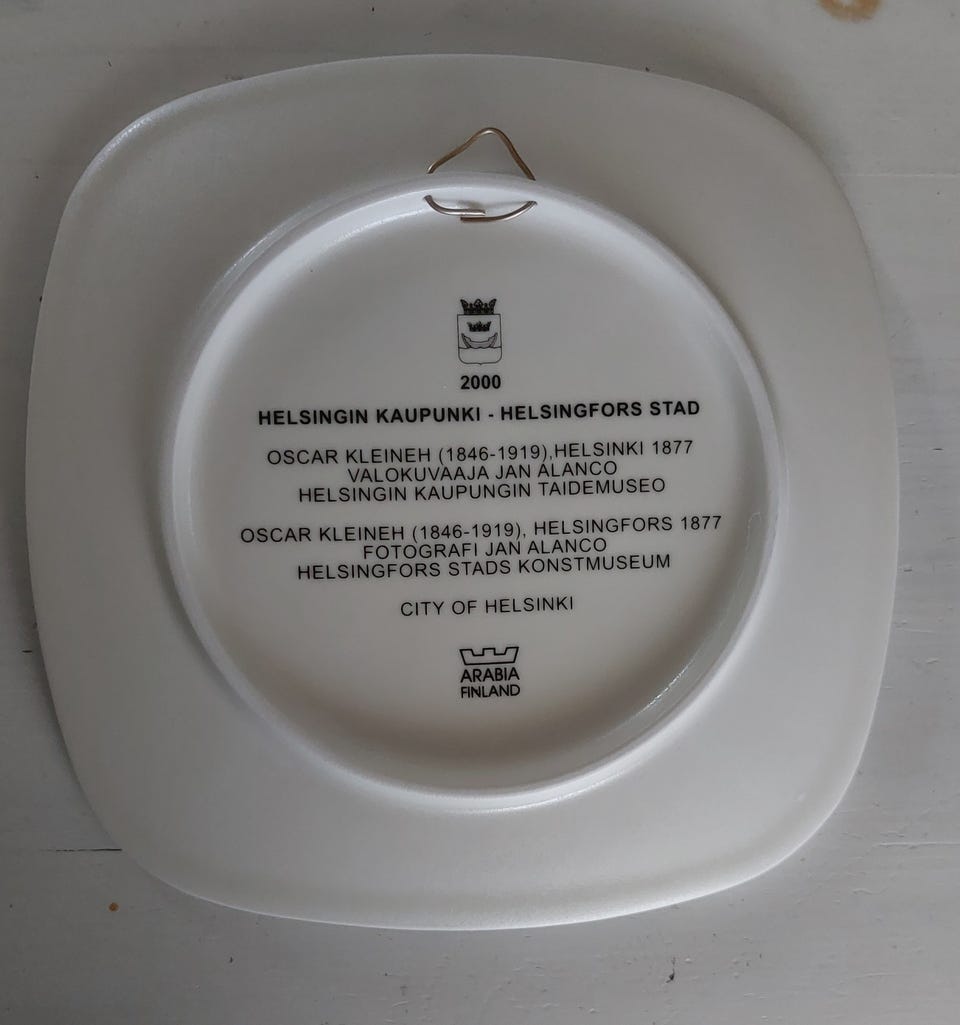 2000
HELSINGIN KAUPUNKI - HELSINGFORS STAD
OSCAR KLEINEH (1846-1919),HELSINKI 1877
VALOKUVAAJA JAN ALANCO
HELSINGIN KAUPUNGIN TAIDEMUSEO
OSCAR KLEINEH (1846-1919), HELSINGFORS 1877
FOTOGRAFI JAN ALANCO
HELSINGFORS STADS KONSTMUSEUM
CITY OF HELSINKI
ARABIA
FINLAND